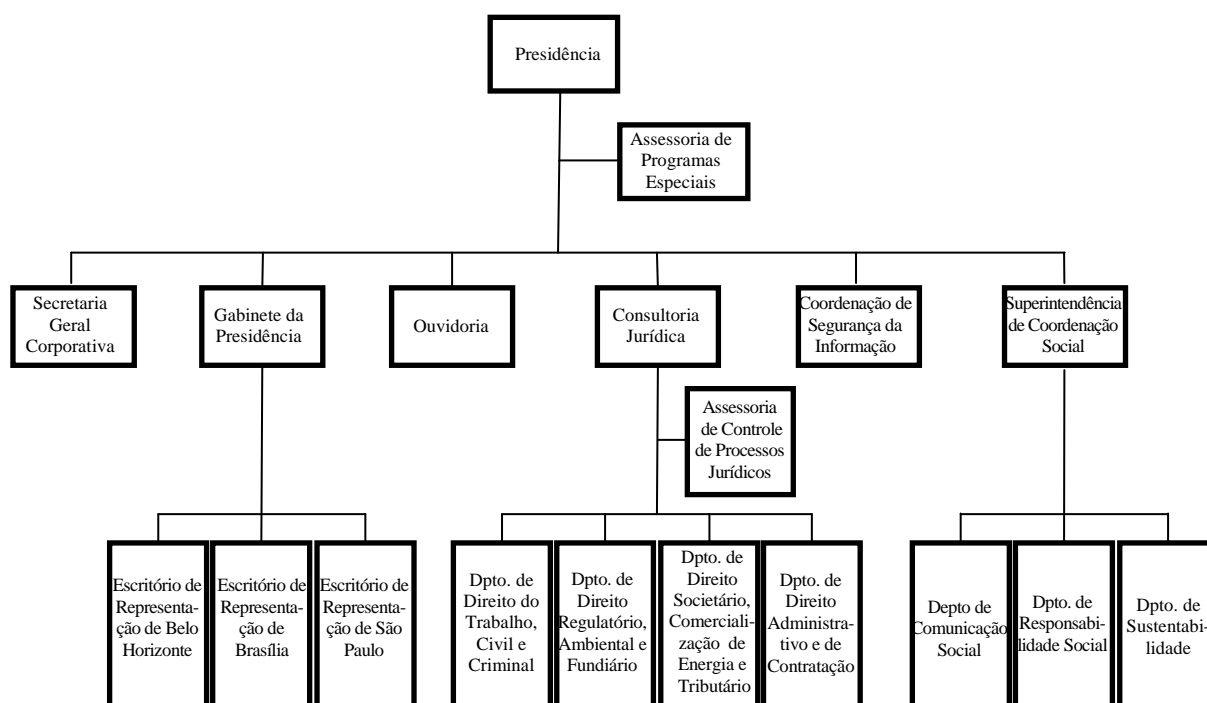 Presidência
Assessoria de
Programas
Especiais
Secretaria
Geral
Corporativa
Gabinete da
Presidência
Ouvidoria
Consultoria
Jurídica
Coordenação de
Segurança da
Informação
Superintendência
de Coordenação
Social
Assessoria
de Controle
de Processos
Jurídicos
Escritório de
Representa-
ção de Belo
Horizonte
Escritório de
Representa-
ção de
Brasília
Escritório de
Representa-
ção de São
Paulo
Dpto. de
Direito do
Trabalho,
Civil e
Criminal
Dpto. de
Direito
Regulatório,
Ambiental e
Fundiário
Dpto. de
Direito
Societário,
Comerciali-
zação de
Energia e
Tributário
Dpto. de
Direito
Administra-
tivo e de
Contratação
Depto de
Comunicação
Social
Dpto. de
Responsabi-
lidade Social
Dpto. de
Sustentabi-
lidade